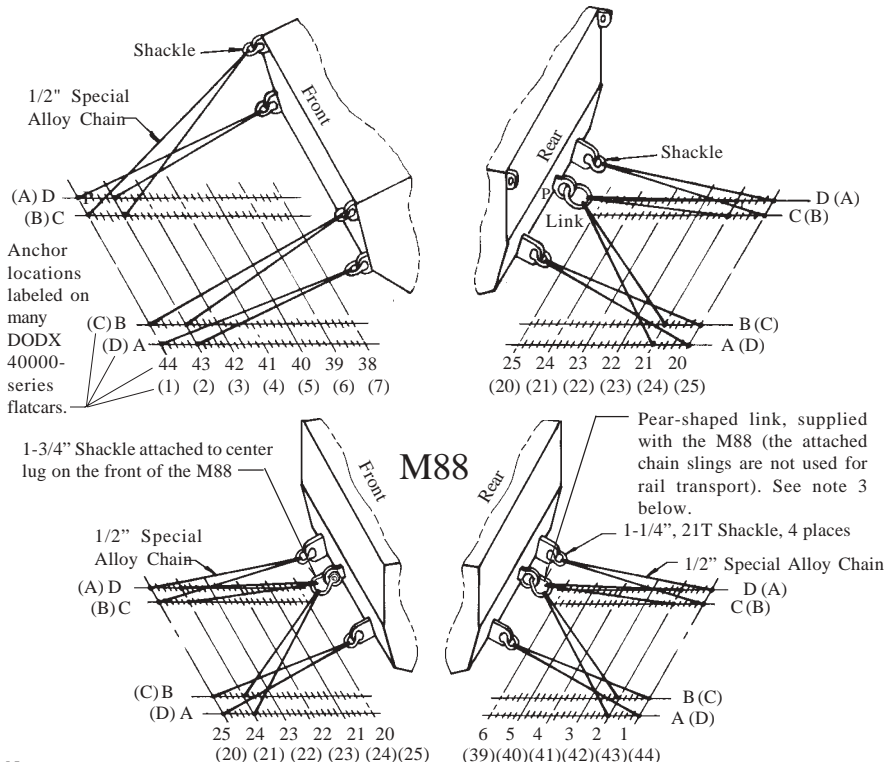 Shackle
1/2" Special
Alloy Chain
Front
(A) D
P
(B) C
Anchor
locations
labeled on
many
DODX
40000-
series
flatcars.
(C) B
(D) A
44 43 42 41 40 39 38
(1) (2) (3) (4) (5) (6) (7)
Rear
Shackle
P
Link
D (A)
C (B)
B (C)
A (D)
25 24 23 22 21 20
(20) (21) (22) (23) (24) (25)
1-3/4” Shackle attached to center
lug on the front of the M88
Front
M88
Rear
Pear-shaped link, supplied
with the M88 (the attached
chain slings are not used for
rail transport). See note 3
below.
1/2” Special
Alloy Chain
1-1/4”, 21T Shackle, 4 places
1/2” Special Alloy Chain
(A) D
(B) C
(C) B
(D) A
25 24 23 22 21 20
(20) (21) (22) (23) (24)(25)
D (A)
C (B)
B (C)
A (D)
6 5 4 3 2 1
(39)(40)(41)(42)(43)(44)